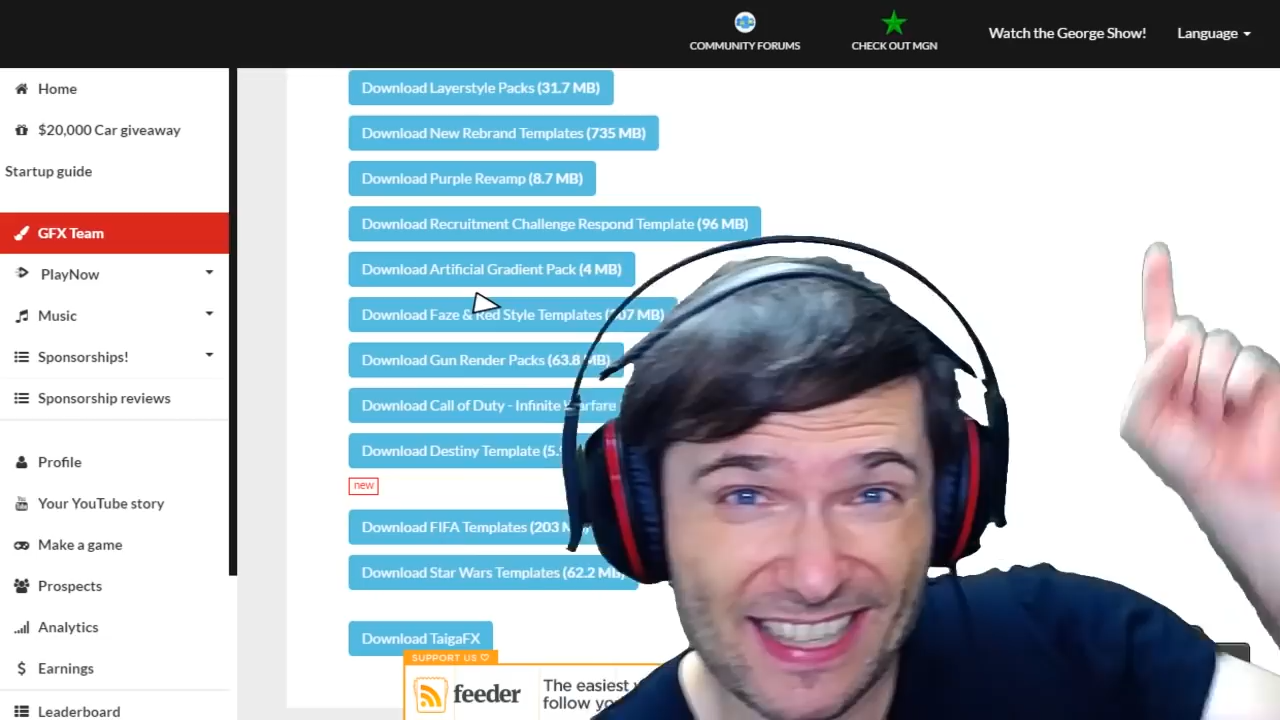 COMMUNITY FORUMS
CHECK OUT MGN
Watch the George Show!
Language
Home
$20,000 Car giveaway
Startup guide
GFX Team
PlayNow
Music
Sponsorships!
Sponsorship reviews
Profile
Your YouTube story
Make a game
Prospects
Analytics
Earnings
Leaderboard
Download Layerstyle Packs (31.7 MB)
Download New Rebrand Templates (735 MB)
Download Purple Revamp (8.7 MB)
Download Recruitment Challenge Respond Template (96 MB)
Download Artificial Gradient Pack (4 MB)
Download Faze & Red Style Templates MB)
Download Gun Render Packs (63.8 MB)
Download Call of Duty - Infinite Warfare
Download Destiny Template
new
Download FIFA Templates (203
Download Star Wars Templates (62.2 MB)
Download TaigaFX
SUPPORT US
feeder
The easiest
follow